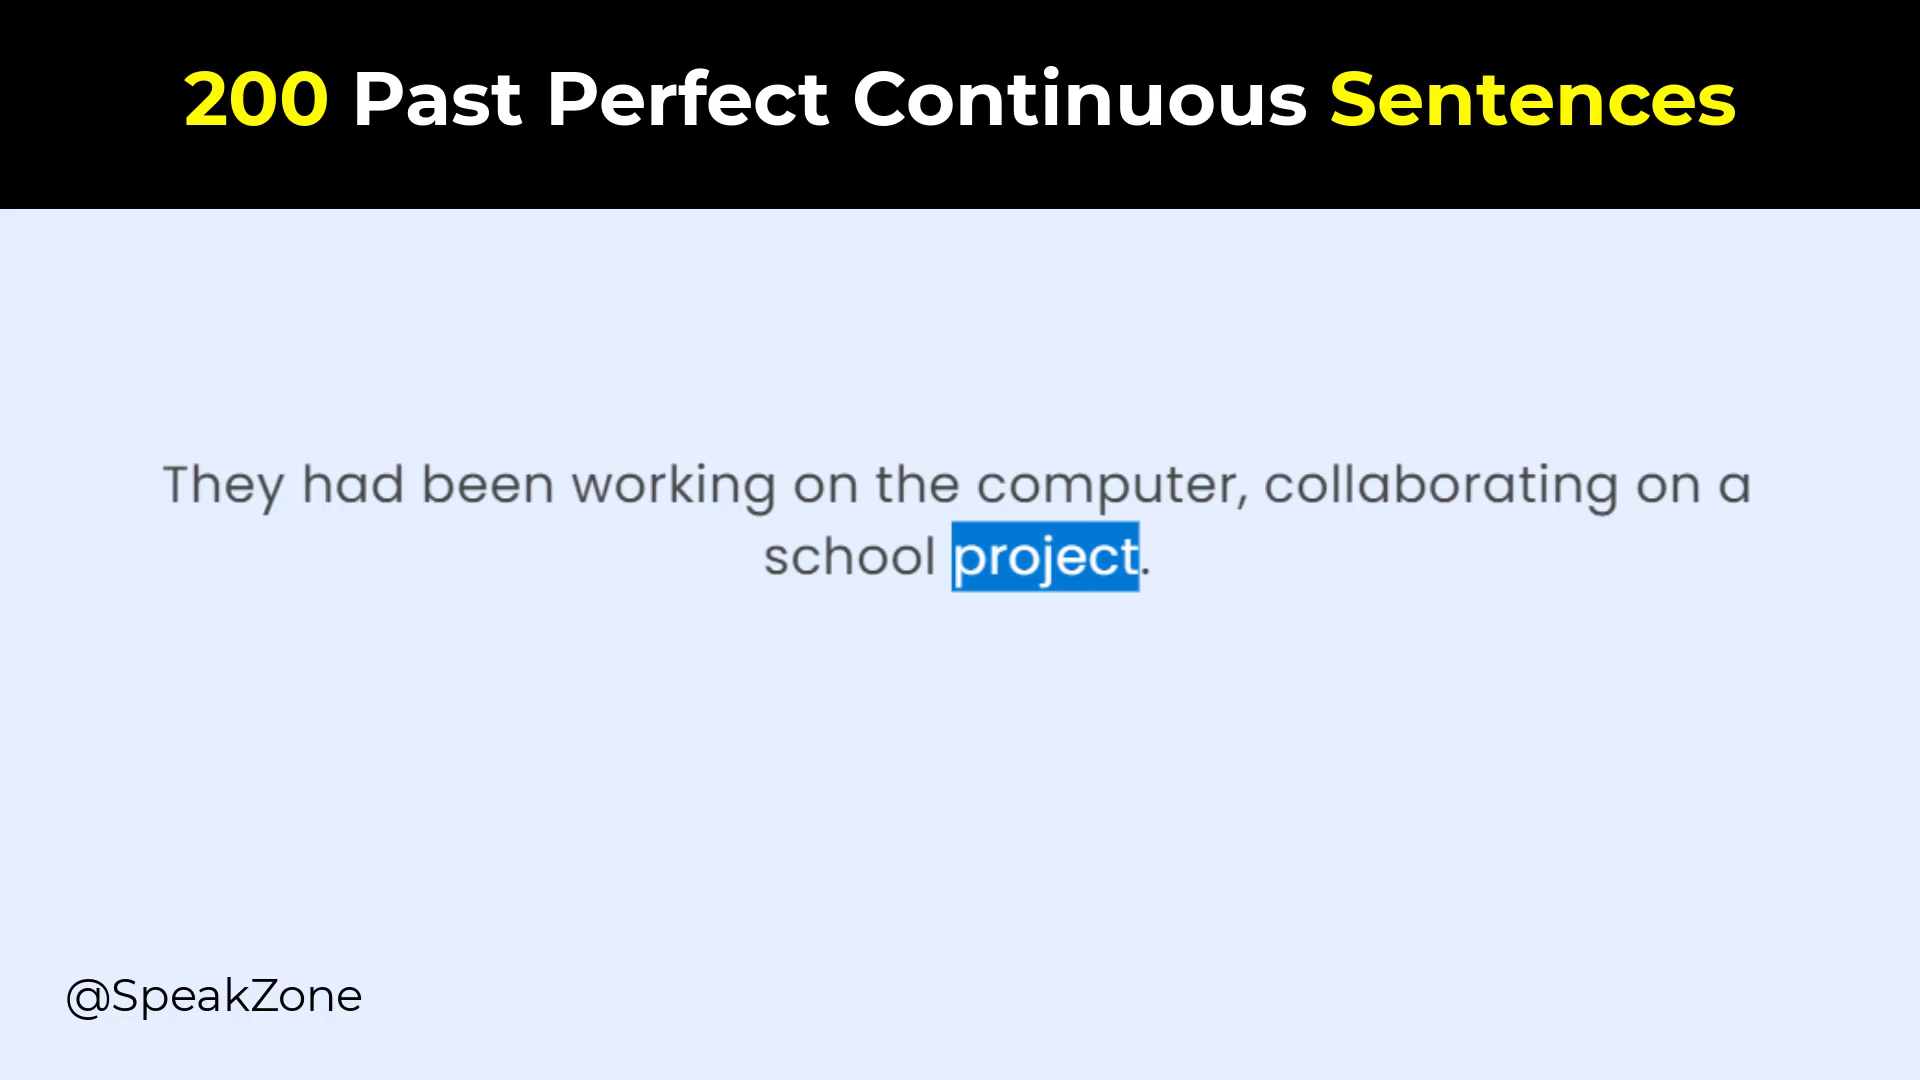 200 Past Perfect Continuous Sentences
They had been working on the computer, collaborating on a
school project.
@SpeakZone